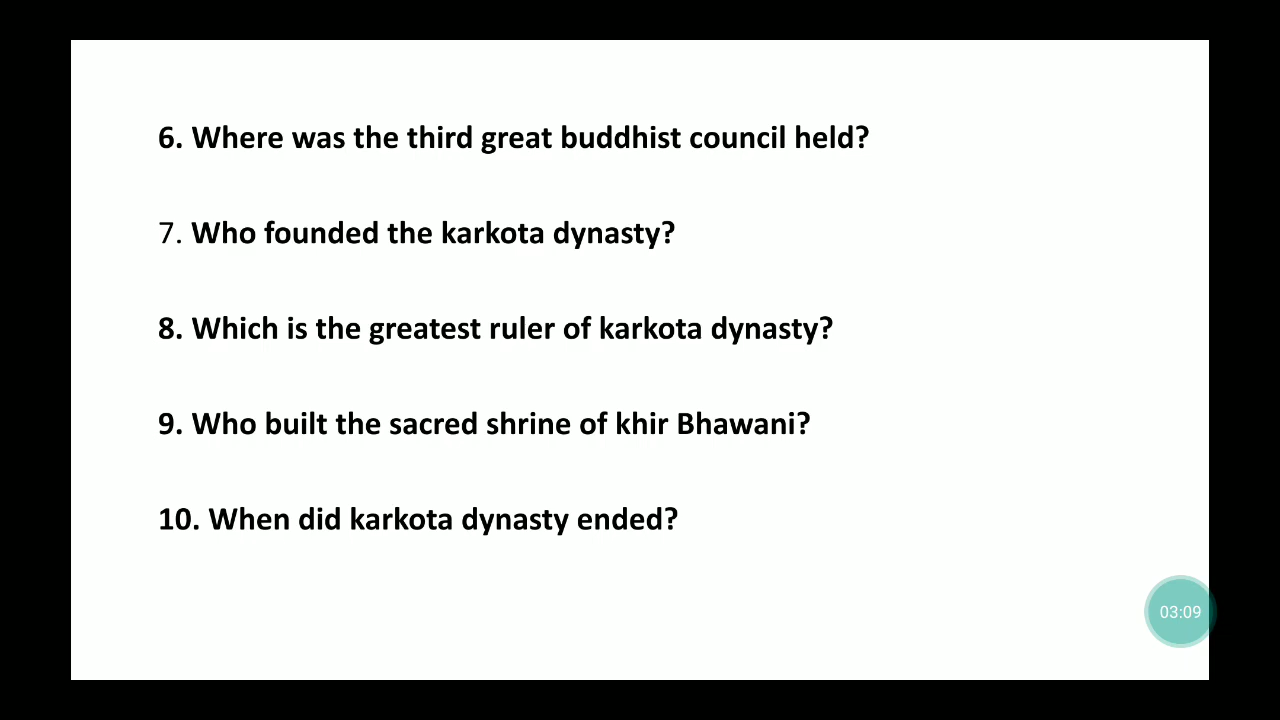 6. Where was the third great buddhist council held?
7. Who founded the karkota dynasty?
8. Which is the greatest ruler of karkota dynasty?
9. Who built the sacred shrine of khir Bhawani?
10. When did karkota dynasty ended?
03:09